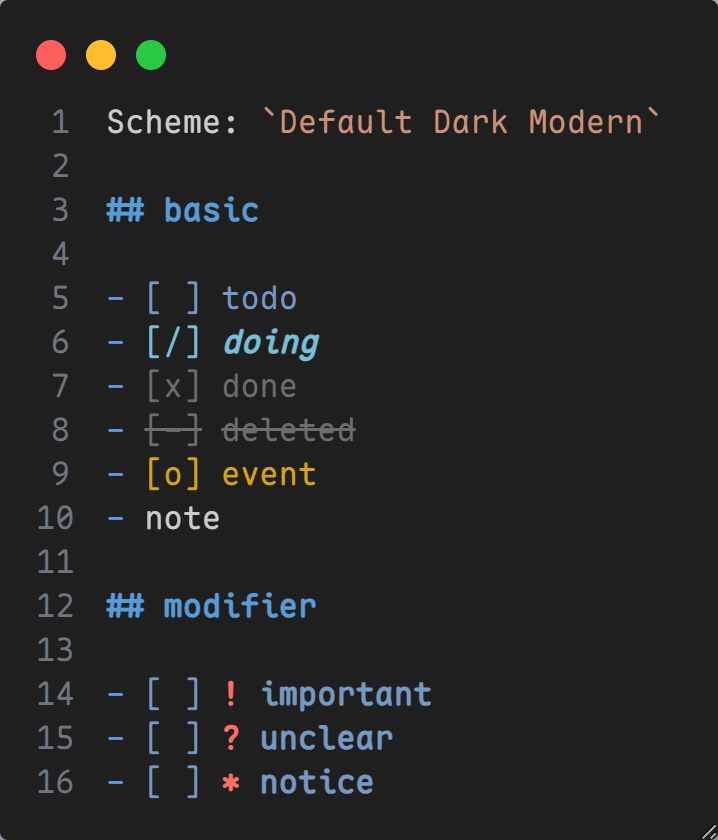 1 Scheme: `Default Dark Modern`
2
3 ## basic
4
5 - [ ] todo
6 - [/] doing
7 - [x] done
8 - [-] deleted
9 - [o] event
10 - note
11
12 ## modifier
13
14 - [ ] ! important
15 - [ ] ? unclear
16 - [ ] * notice